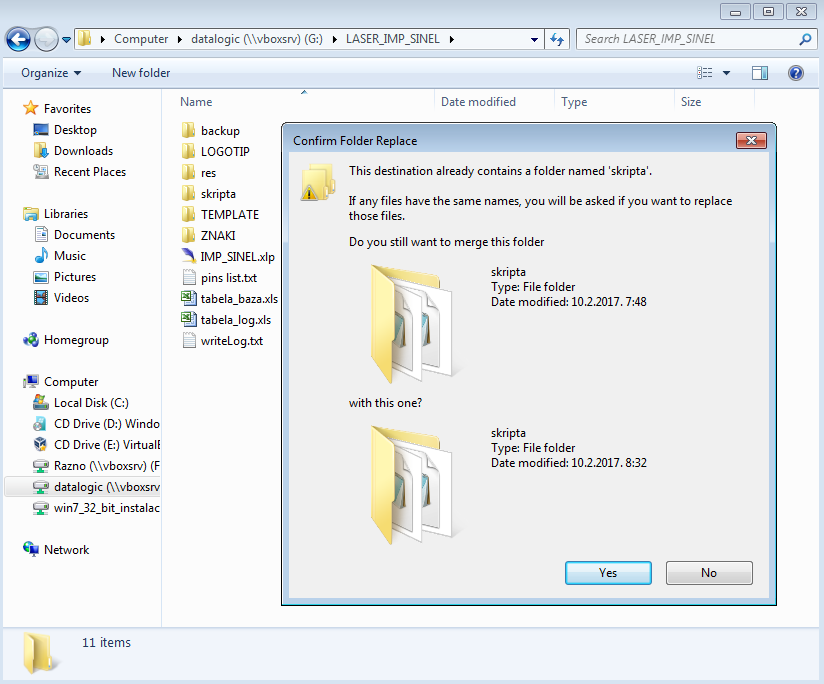 Computer
datalogic (\\vboxsrv) (G:)
LASER_IMP_SINEL
Search LASER_IMP_SINEL
Organize
New folder
Favorites
Desktop
Downloads
Recent Places
Libraries
Documents
Music
Pictures
Videos
Homegroup
Computer
Local Disk (C:)
CD Drive (D:) Windo
CD Drive (E:) Virtual
Razno (\\vboxsrv) (F
datalogic (\\vboxsrv
win7_32_bit_instalac
Network
Name
Date modified
Type
Size
backup
LOGOTIP
res
skripta
TEMPLATE
ZNAKI
IMP_SINEL.xlp
pins list.txt
tabela_baza.xls
tabela_log.xls
writeLog.txt
Confirm Folder Replace
This destination already contains a folder named 'skripta'.
If any files have the same names, you will be asked if you want to replace
those files.
Do you still want to merge this folder
skripta
Type: File folder
Date modified: 10.2.2017. 7:48
with this one?
skripta
Type: File folder
Date modified: 10.2.2017. 8:32
Yes
No
11 items